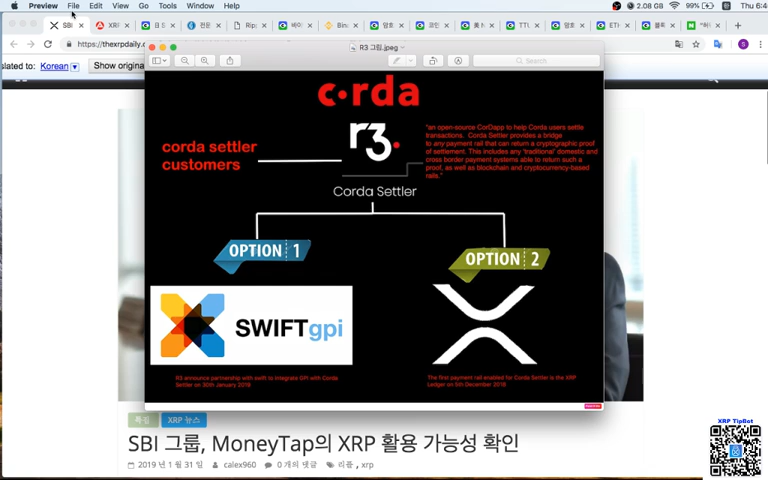 Preview File Edit View Go Tools Window Help
2.08 GB 99% Thu 6:4
SBI
https://thexrpdaily.c
R3 그림.jpeg
slated to: Korean Show origina
Search
c•rda
r3.
corda settler
customers
"an open-source CorDapp to help Corda users settle
transactions. Corda Settler provides a bridge
to any payment rail that can return a cryptographic proof
of settlement. This includes any 'traditional' domestic and
cross border payment systems able to return such a
proof, as well as blockchain and cryptocurrency-based
rails."
Corda Settler
OPTION 1
OPTION 2
SWIFTgpi
R3 announce partnership with swift to integrate GPI with Corda
Settler on 30th January 2019
The first payment rail enabled for Corda Settler is the XRP
Ledger on 5th December 2018
특집 XRP 뉴스
SBI 그룹, MoneyTap의 XRP 활용 가능성 확인
2019 년 1 월 31 일 calex960 0 개의 댓글 리플 , xrp
XRP TipBot